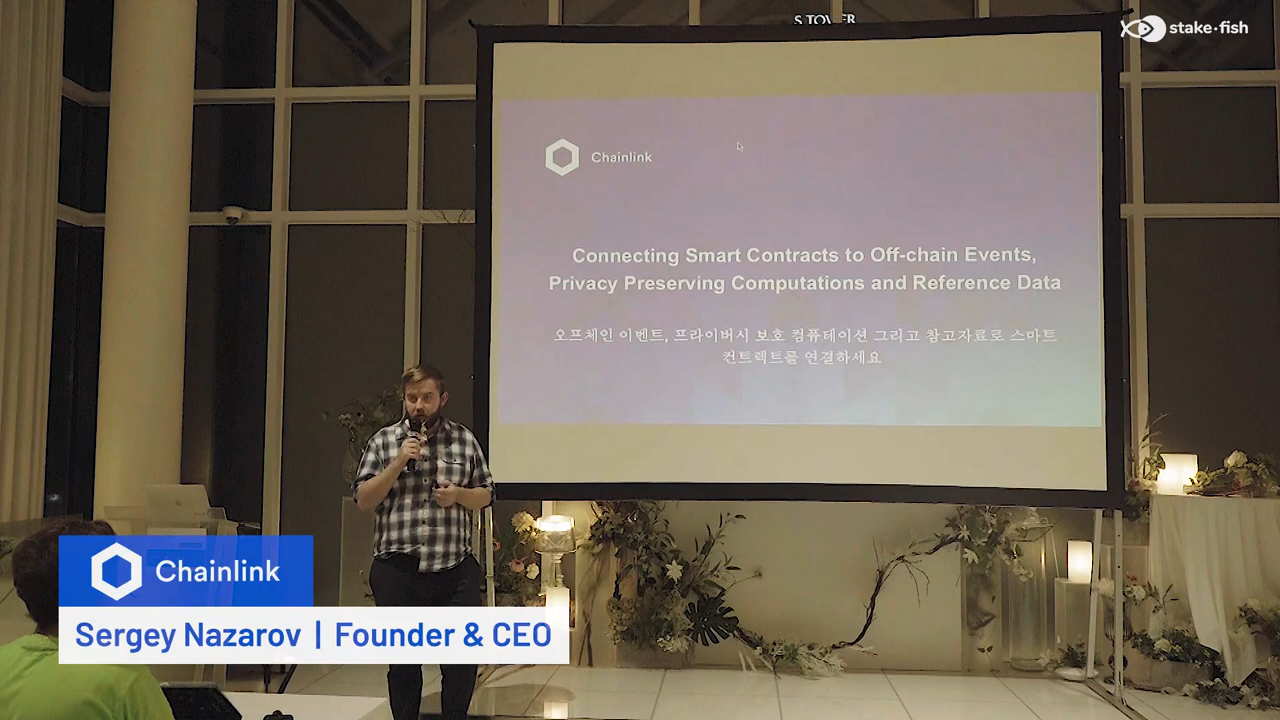 S TOWER
stake·fish
Chainlink
Connecting Smart Contracts to Off-chain Events,
Privacy Preserving Computations and Reference Data
오프체인 이벤트, 프라이버시 보호 컴퓨테이션 그리고 참고자료로 스마트
컨트렉트를 연결하세요
Chainlink
Sergey Nazarov | Founder & CEO